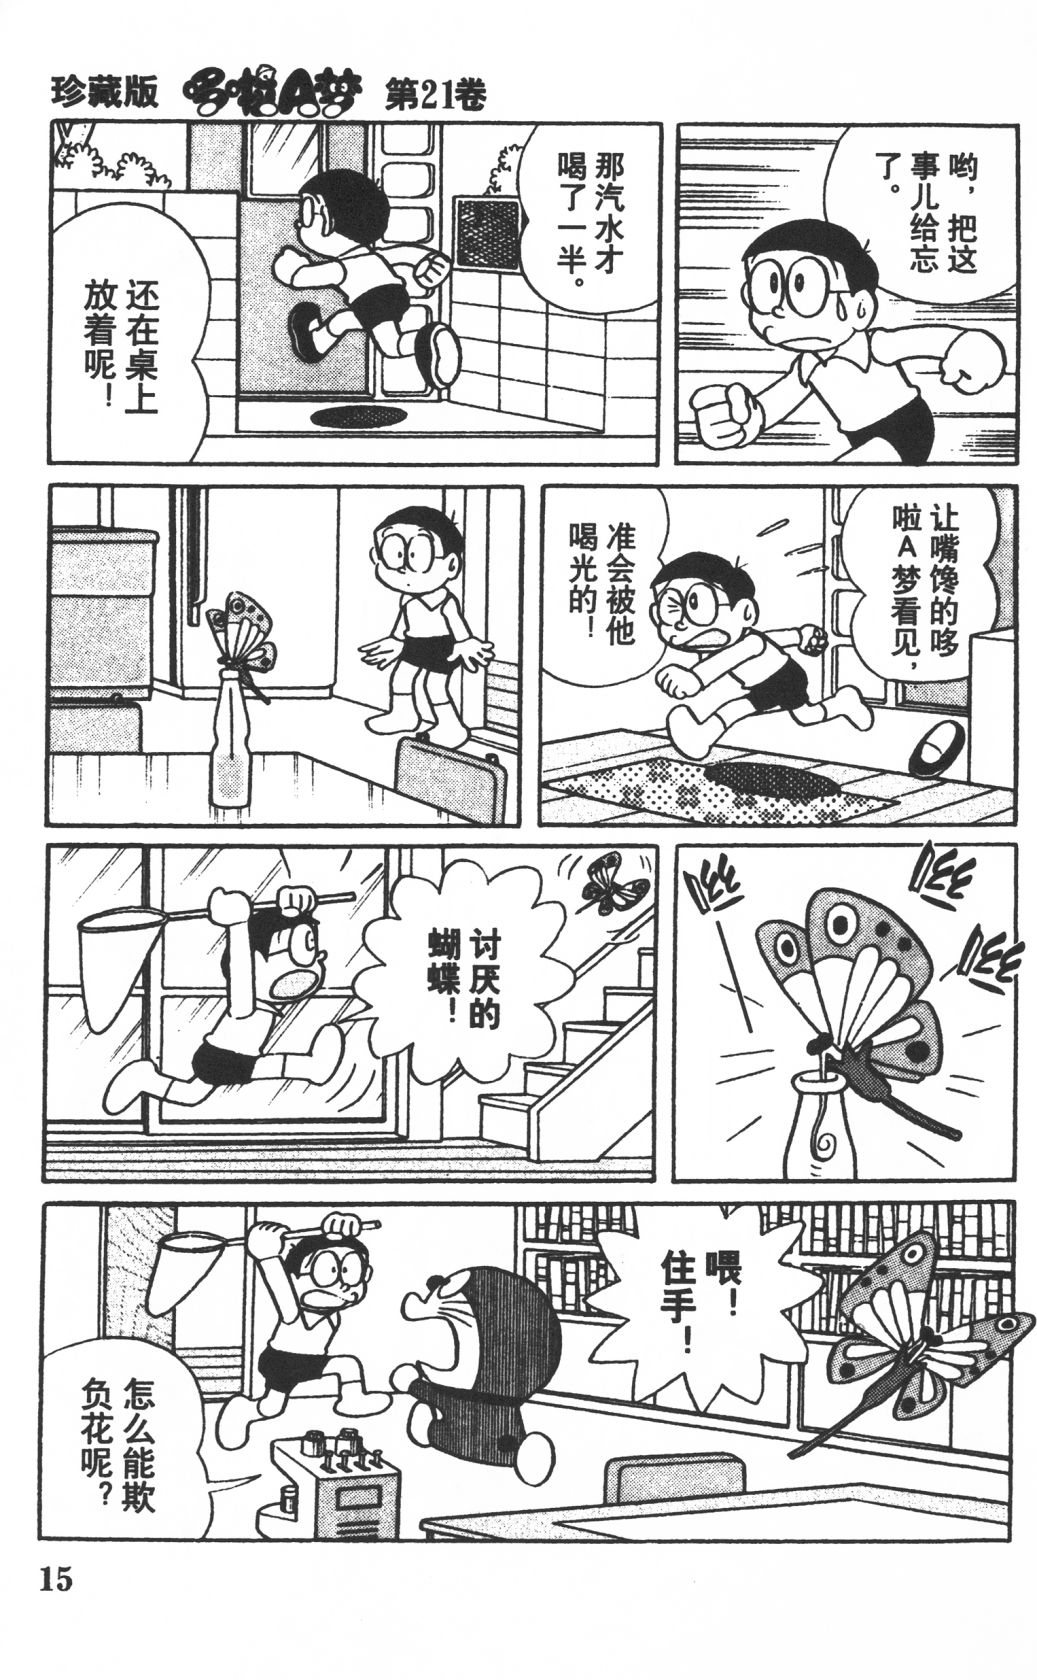 珍藏版 哆啦A梦 第21卷
哟，把这
事儿给忘
了。
那汽水才
喝了一半。
还在桌上
放着呢！
让嘴馋的哆
啦A梦看见，
准会被他
喝光的！
讨厌的
蝴蝶！
喂！
住手！
怎么能欺
负花呢？
15